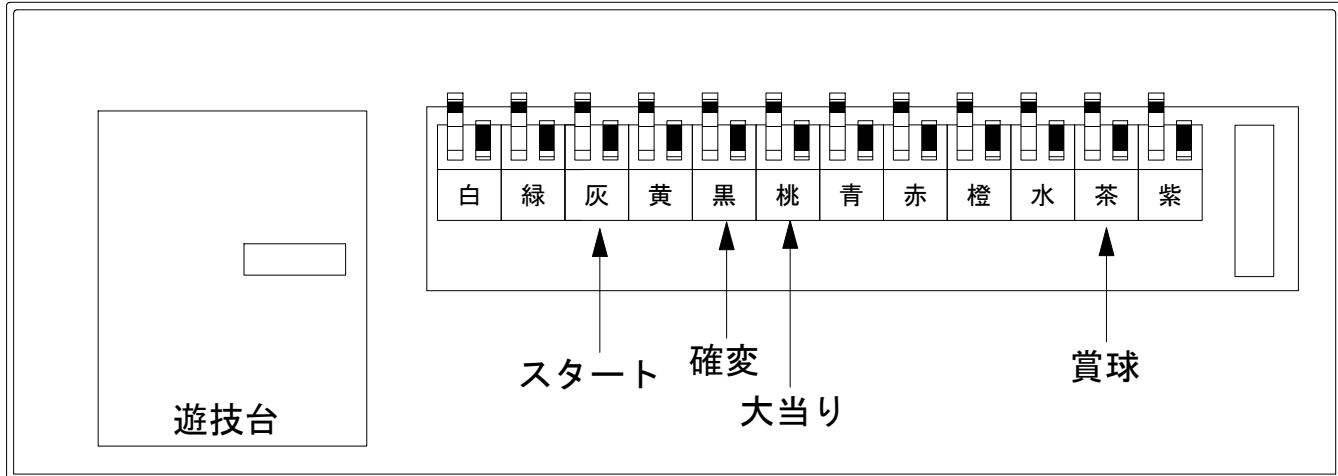 白 緑 灰 黄 黒 桃 青 赤 橙 水 茶 紫
スタート
確変
大当り
賞球
遊技台